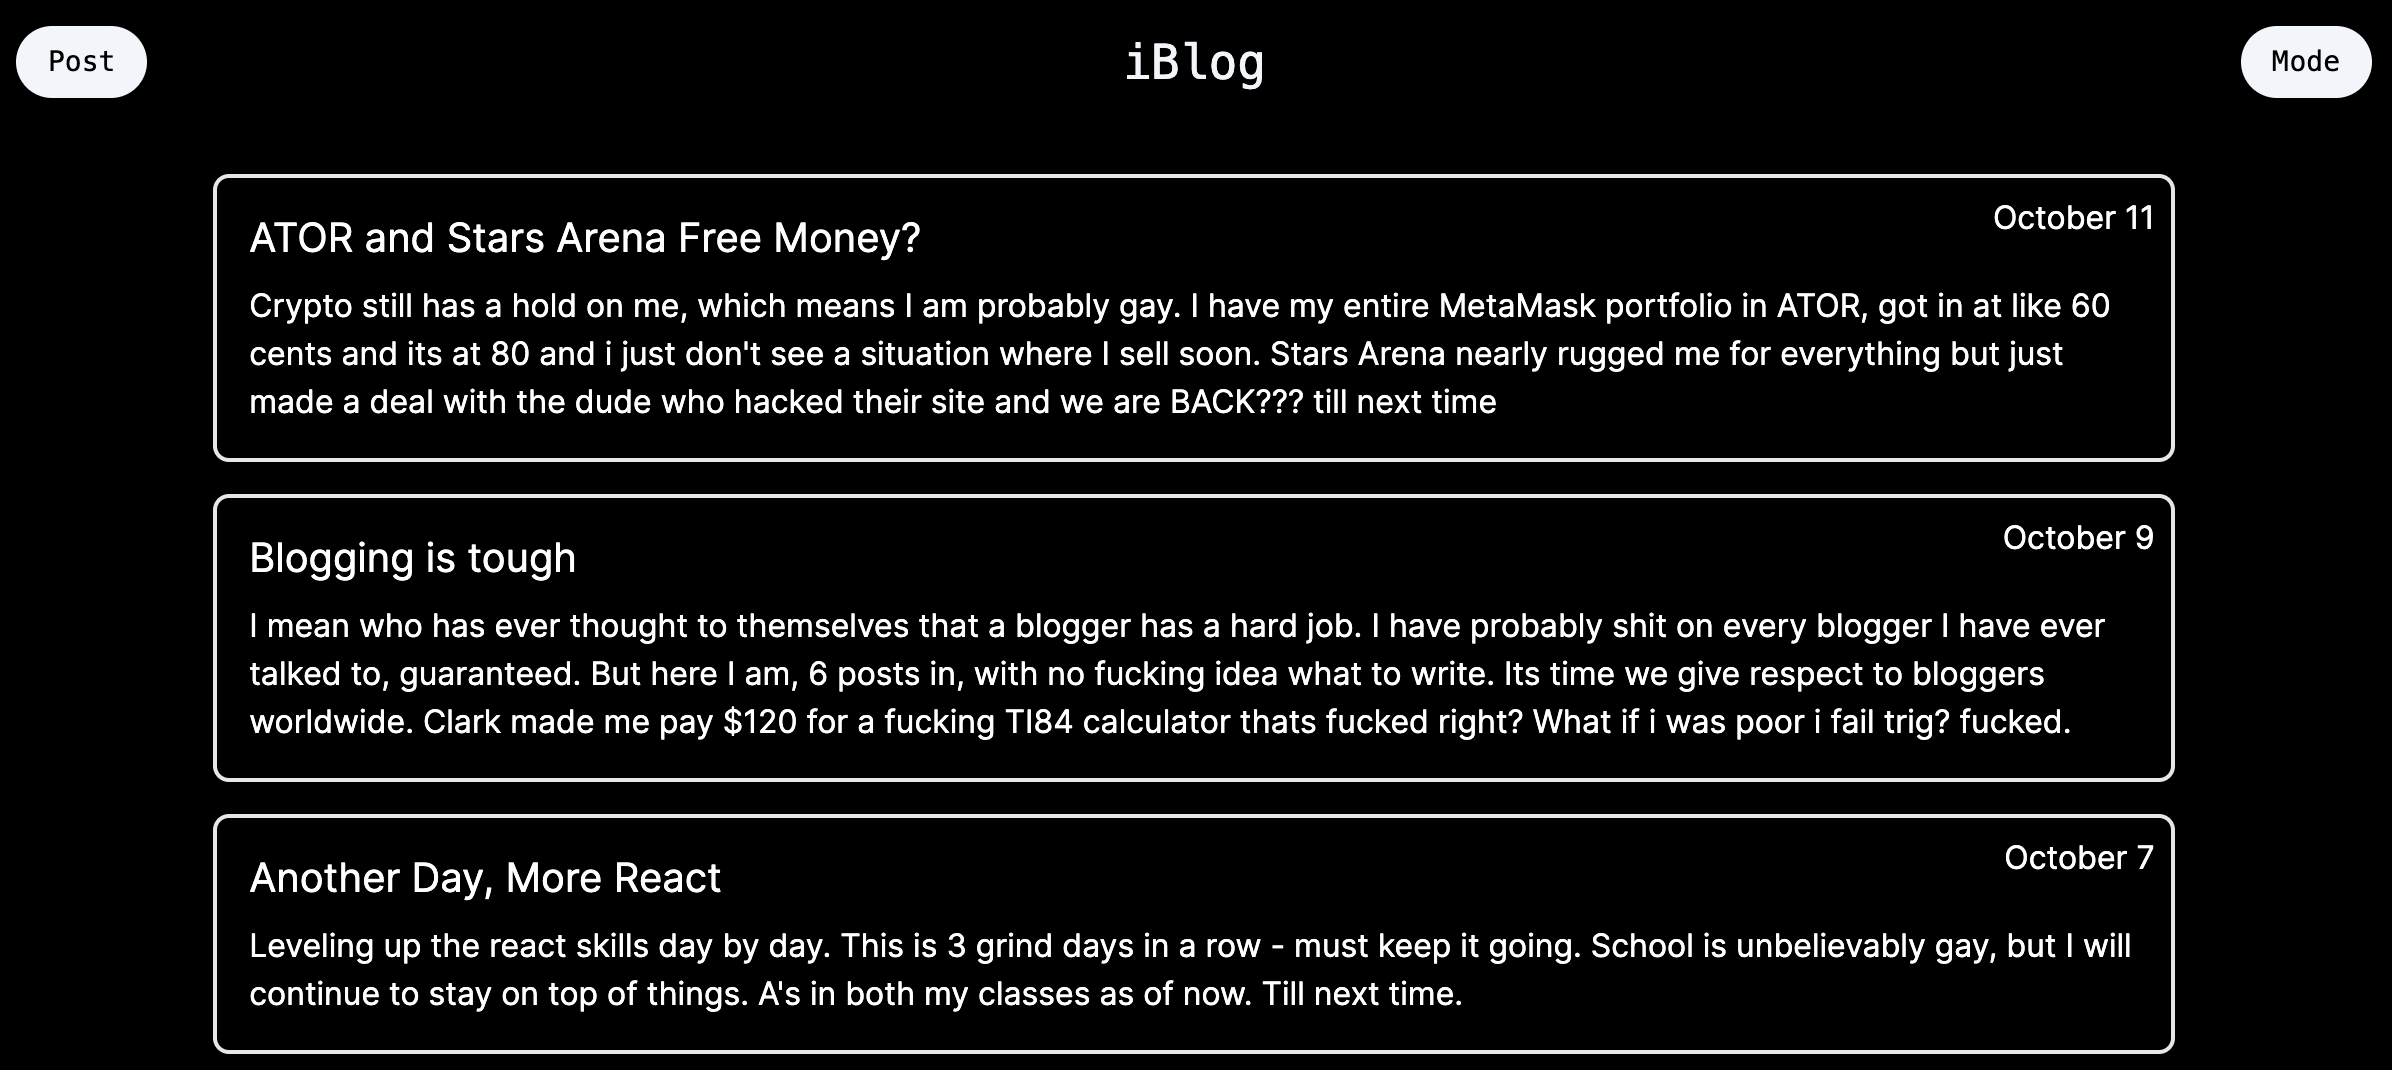 Post
iBlog
Mode
ATOR and Stars Arena Free Money?
October 11
Crypto still has a hold on me, which means I am probably gay. I have my entire MetaMask portfolio in ATOR, got in at like 60
cents and its at 80 and i just don't see a situation where I sell soon. Stars Arena nearly rugged me for everything but just
made a deal with the dude who hacked their site and we are BACK??? till next time
Blogging is tough
October 9
I mean who has ever thought to themselves that a blogger has a hard job. I have probably shit on every blogger I have ever
talked to, guaranteed. But here I am, 6 posts in, with no fucking idea what to write. Its time we give respect to bloggers
worldwide. Clark made me pay $120 for a fucking TI84 calculator thats fucked right? What if i was poor i fail trig? fucked.
Another Day, More React
October 7
Leveling up the react skills day by day. This is 3 grind days in a row - must keep it going. School is unbelievably gay, but I will
continue to stay on top of things. A's in both my classes as of now. Till next time.